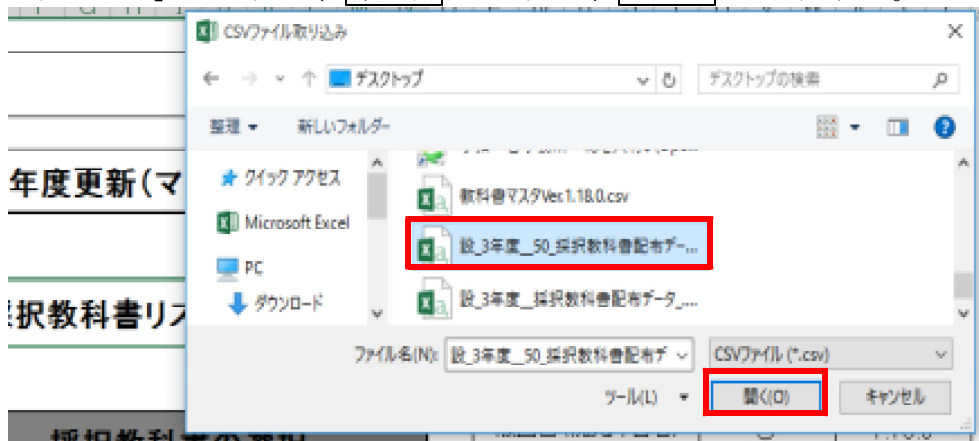 CSVファイル取り込み
デスクトップ
デスクトップの検索
整理
新しいフォルダー
年度更新(マ
クイック アクセス
教科書マスタVer.1.18.0.csv
Microsoft Excel
設_3年度__50_採択教科書配布デー...
PC
ダウンロード
設_3年度__採択教科書配布データ_...
択教科書リス
ファイル名(N):
設_3年度__50_採択教科書配布デ
CSVファイル (*.csv)
ツール(L)
開く(O)
キャンセル